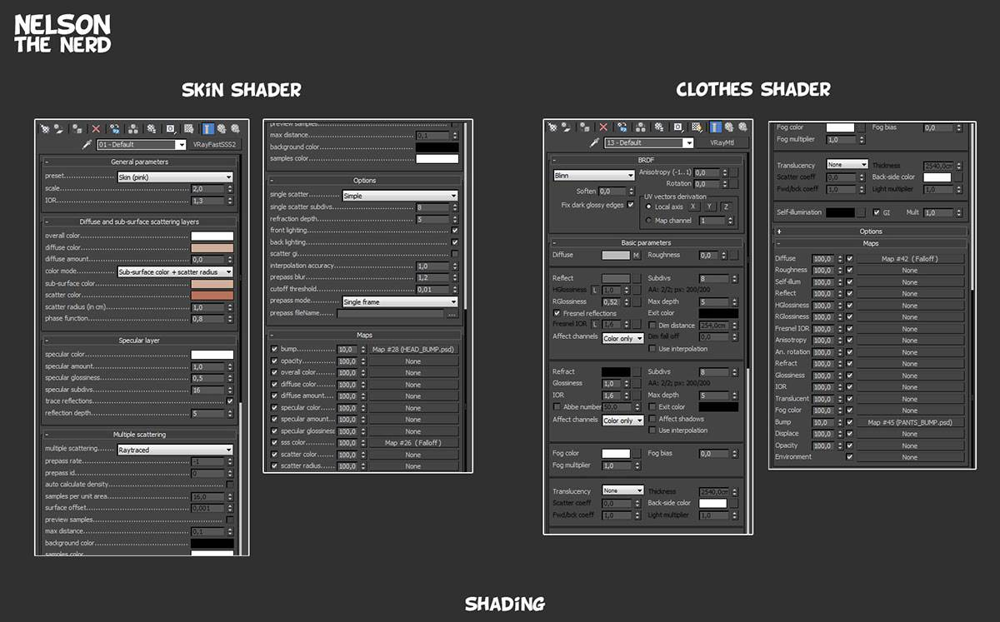 NELSON
THE NERD
SKIN SHADER
01 - Default VRayFastSSS2
- General parameters
preset Skin (pink)
scale 2,0
IOR 1,3
- Diffuse and sub-surface scattering layers
overall color
diffuse color
diffuse amount 0,0
color mode Sub-surface color + scatter radius
sub-surface color
scatter color
scatter radius (in cm) 1,0
phase function 0,8
- Specular layer
specular color
specular amount 1,0
specular glossiness 0,5
specular subdivs 16
trace reflections
reflection depth 5
- Multiple scattering
multiple scattering Raytraced
prepass rate -1
prepass id 0
auto calculate density
samples per unit area 16,0
surface offset 0,001
preview samples
max distance 0,1
background color
samples color
preview samples
max distance 0,1
background color
samples color
- Options
single scatter Simple
single scatter subdivs 8
refraction depth 5
front lighting
back lighting
scatter gi
interpolation accuracy 1,0
prepass blur 1,2
cutoff threshold 0,01
prepass mode Single frame
prepass fileName ...
- Maps
bump 10,0 Map #28 (HEAD_BUMP.psd)
opacity 100,0 None
overall color 100,0 None
diffuse color 100,0 None
diffuse amount 100,0 None
specular color 100,0 None
specular amount 100,0 None
specular glossiness 100,0 None
sss color 100,0 Map #26 (Falloff)
scatter color 100,0 None
scatter radius 100,0 None
CLOTHES SHADER
13 - Default VRayMtl
- BRDF
Blinn Anisotropy (-1..1) 0,0
Rotation 0,0
Soften 0,0 UV vectors derivation
Fix dark glossy edges Local axis X Y Z
Map channel 1
- Basic parameters
Diffuse M Roughness 0,0
Reflect Subdivs 8
HGlossiness L 1,0 AA: 2/2; px: 200/200
RGlossiness 0,52 Max depth 5
Fresnel reflections Exit color
Fresnel IOR L 1,6 Dim distance 254,0cm
Affect channels Color only Dim fall off 0,0
Use interpolation
Refract Subdivs 8
Glossiness 1,0 AA: 2/2; px: 200/200
IOR 1,6 Max depth 5
Abbe number 50,0 Exit color
Affect channels Color only Affect shadows
Use interpolation
Fog color Fog bias 0,0
Fog multiplier 1,0
Translucency None Thickness 2540,0cm
Scatter coeff 0,0 Back-side color
Fwd/bck coeff 1,0 Light multiplier 1,0
Fog color Fog bias 0,0
Fog multiplier 1,0
Translucency None Thickness 2540,0cm
Scatter coeff 0,0 Back-side color
Fwd/bck coeff 1,0 Light multiplier 1,0
Self-illumination GI Mult 1,0
+ Options
- Maps
Diffuse 100,0 Map #42 (Falloff)
Roughness 100,0 None
Self-illum 100,0 None
Reflect 100,0 None
HGlossiness 100,0 None
RGlossiness 100,0 None
Fresnel IOR 100,0 None
Anisotropy 100,0 None
An. rotation 100,0 None
Refract 100,0 None
Glossiness 100,0 None
IOR 100,0 None
Translucent 100,0 None
Fog color 100,0 None
Bump 10,0 Map #45 (PANTS_BUMP.psd)
Displace 100,0 None
Opacity 100,0 None
Environment None
SHADING